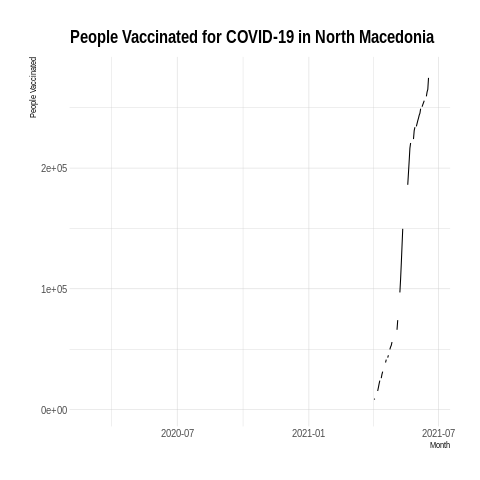 People Vaccinated for COVID-19 in North Macedonia
People Vaccinated
2e+05
1e+05
0e+00
2020-07
2021-01
2021-07
Month